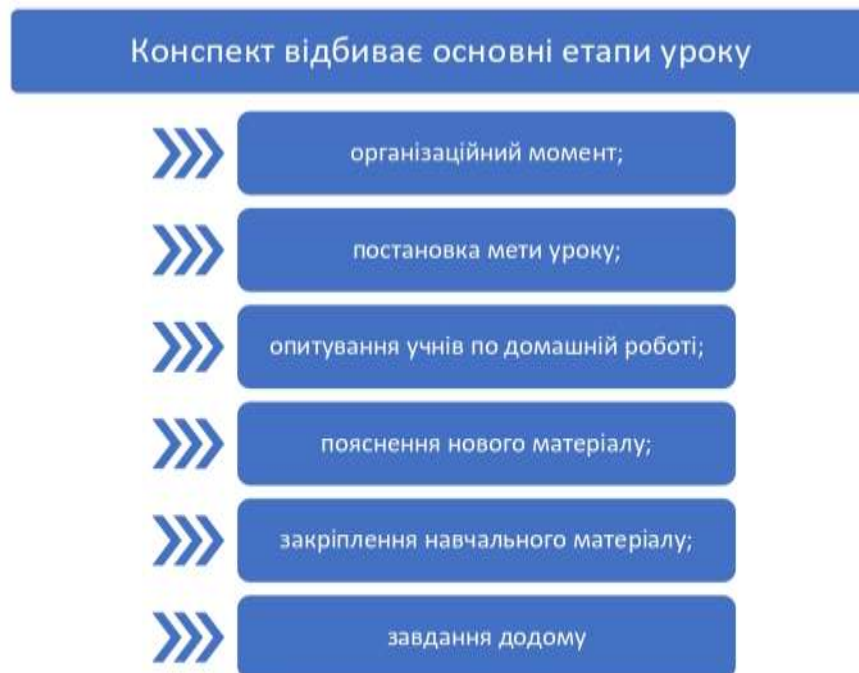 Конспект відбиває основні етапи уроку
організаційний момент;
постановка мети уроку;
опитування учнів по домашній роботі;
пояснення нового матеріалу;
закріплення навчального матеріалу;
завдання додому